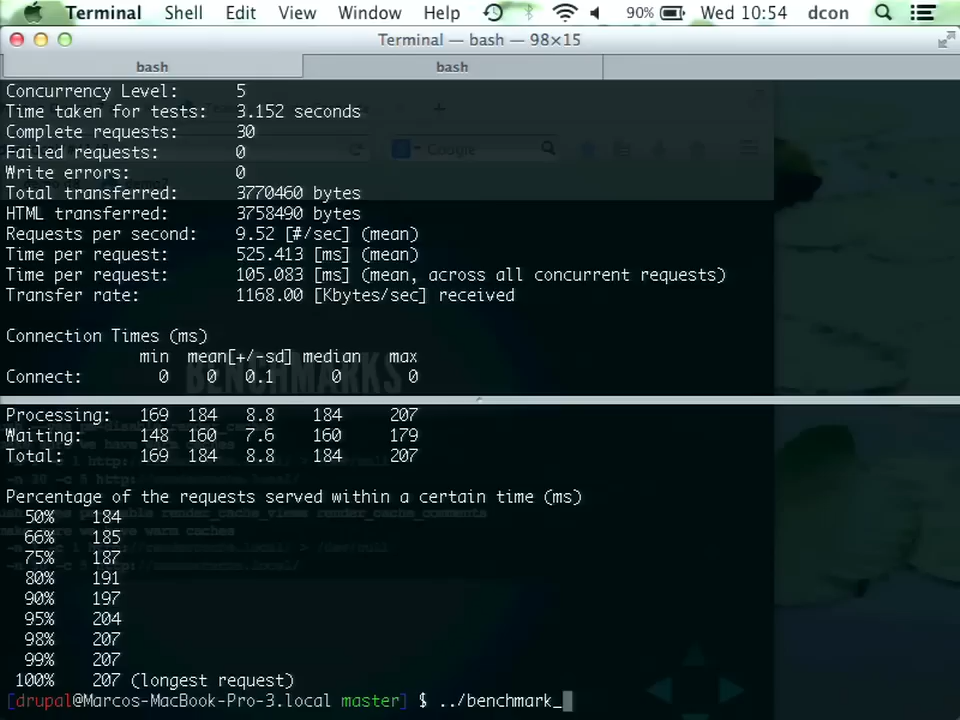 Terminal Shell Edit View Window Help 90% Wed 10:54 dcon
Terminal — bash — 98×15
bash bash
Concurrency Level: 5
Time taken for tests: 3.152 seconds
Complete requests: 30
Failed requests: 0
Write errors: 0
Total transferred: 3770460 bytes
HTML transferred: 3758490 bytes
Requests per second: 9.52 [#/sec] (mean)
Time per request: 525.413 [ms] (mean)
Time per request: 105.083 [ms] (mean, across all concurrent requests)
Transfer rate: 1168.00 [Kbytes/sec] received
Connection Times (ms)
min mean[+/-sd] median max
Connect: 0 0 0.1 0 0
Processing: 169 184 8.8 184 207
Waiting: 148 160 7.6 160 179
Total: 169 184 8.8 184 207
Percentage of the requests served within a certain time (ms)
50% 184
66% 185
75% 187
80% 191
90% 197
95% 204
98% 207
99% 207
100% 207 (longest request)
[drupal@Marcos-MacBook-Pro-3.local master] $ ../benchmark_
Google
BENCHMARKS